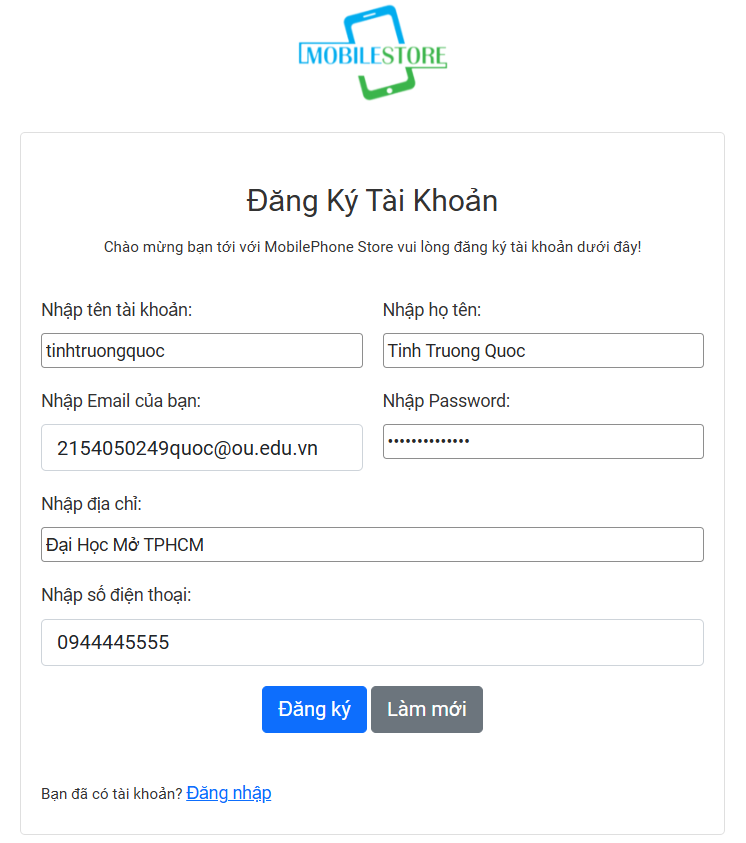 MOBILESTORE
Đăng Ký Tài Khoản
Chào mừng bạn tới với MobilePhone Store vui lòng đăng ký tài khoản dưới đây!
Nhập tên tài khoản:
tinhtruongquoc
Nhập họ tên:
Tinh Truong Quoc
Nhập Email của bạn:
2154050249quoc@ou.edu.vn
Nhập Password:
••••••••••••••
Nhập địa chỉ:
Đại Học Mở TPHCM
Nhập số điện thoại:
0944445555
Đăng ký Làm mới
Bạn đã có tài khoản? Đăng nhập